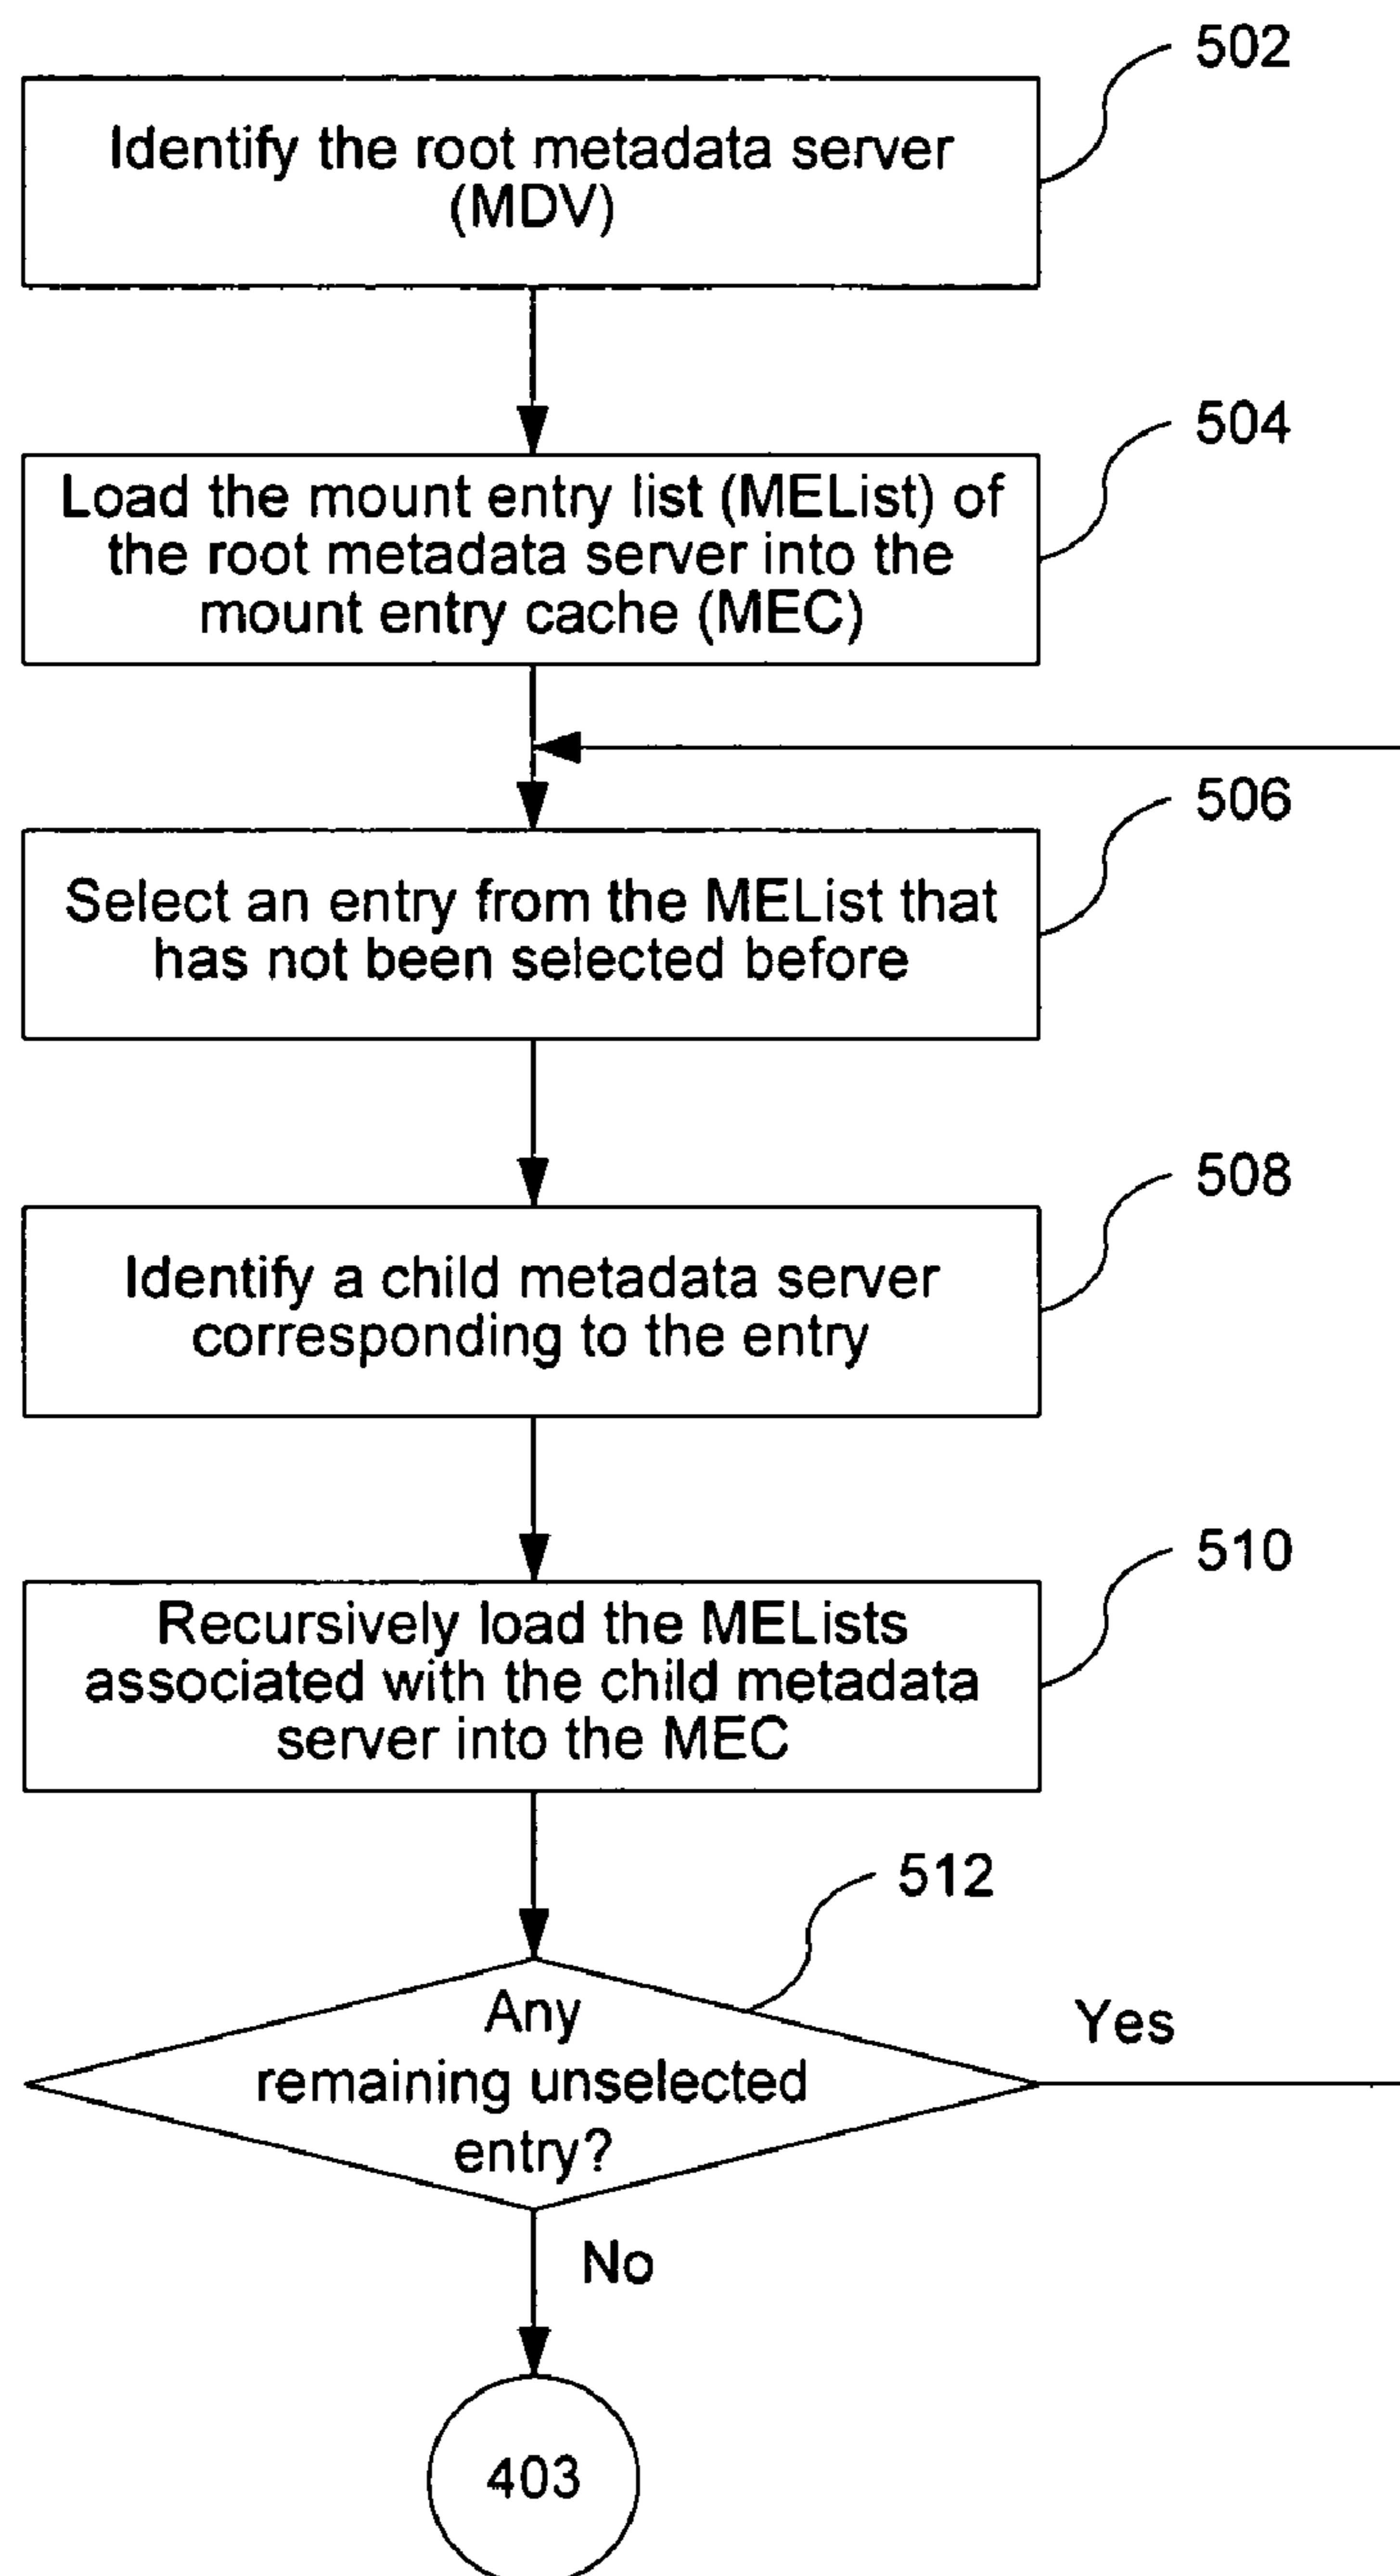 502
Identify the root metadata server
(MDV)
504
Load the mount entry list (MEList) of
the root metadata server into the
mount entry cache (MEC)
506
Select an entry from the MEList that
has not been selected before
508
Identify a child metadata server
corresponding to the entry
510
Recursively load the MELists
associated with the child metadata
server into the MEC
512
Any
remaining unselected
entry?
Yes
No
403